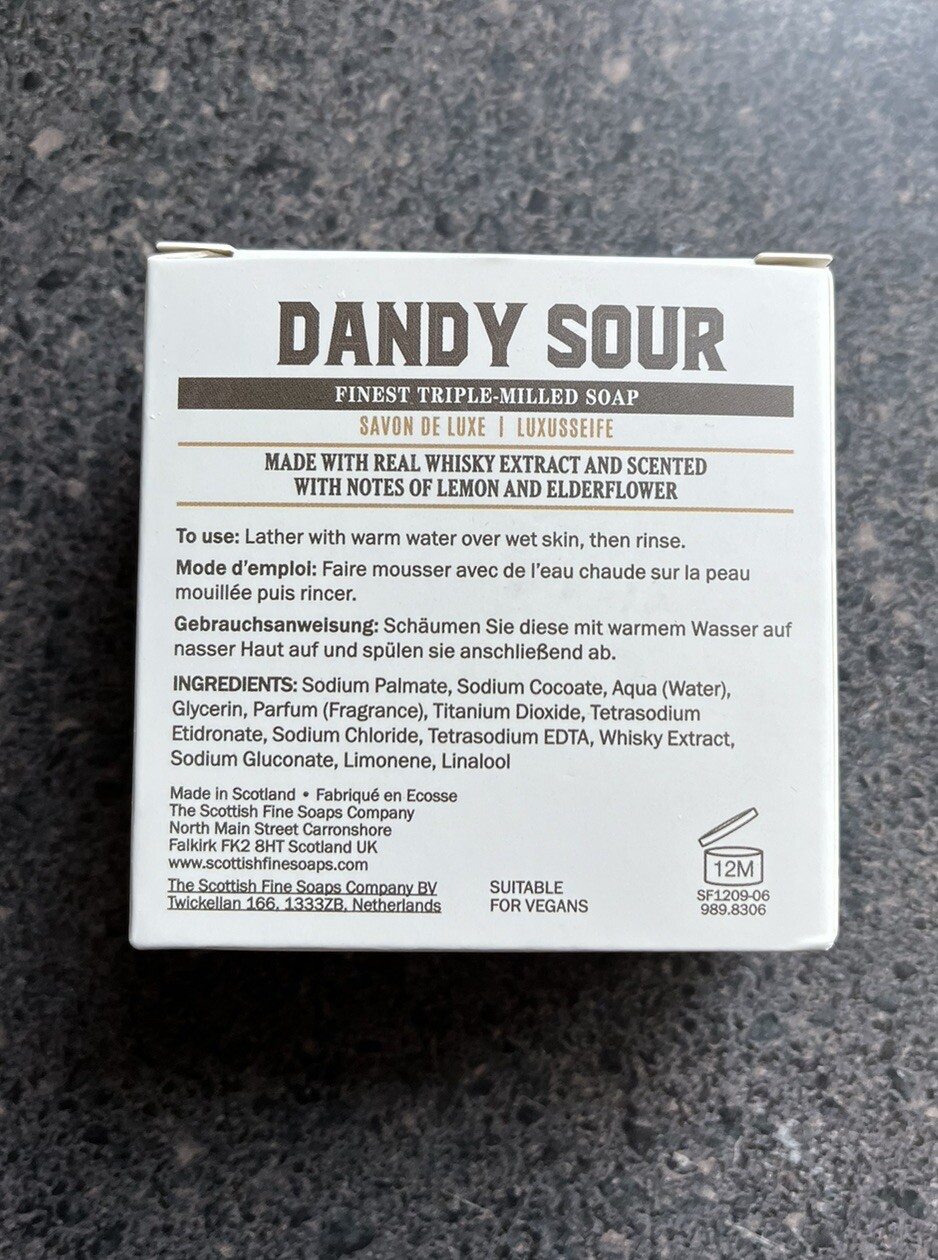 DANDY SOUR
FINEST TRIPLE-MILLED SOAP
SAVON DE LUXE | LUXUSSEIFE
MADE WITH REAL WHISKY EXTRACT AND SCENTED
WITH NOTES OF LEMON AND ELDERFLOWER
To use: Lather with warm water over wet skin, then rinse.
Mode d'emploi: Faire mousser avec de l'eau chaude sur la peau
mouillée puis rincer.
Gebrauchsanweisung: Schäumen Sie diese mit warmem Wasser auf
nasser Haut auf und spülen sie anschließend ab.
INGREDIENTS: Sodium Palmate, Sodium Cocoate, Aqua (Water),
Glycerin, Parfum (Fragrance), Titanium Dioxide, Tetrasodium
Etidronate, Sodium Chloride, Tetrasodium EDTA, Whisky Extract,
Sodium Gluconate, Limonene, Linalool
Made in Scotland • Fabriqué en Ecosse
The Scottish Fine Soaps Company
North Main Street Carronshore
Falkirk FK2 8HT Scotland UK
www.scottishfinesoaps.com
The Scottish Fine Soaps Company BV
Twickellan 166, 1333ZB, Netherlands
SUITABLE
FOR VEGANS
12M
SF1209-06
989.8306